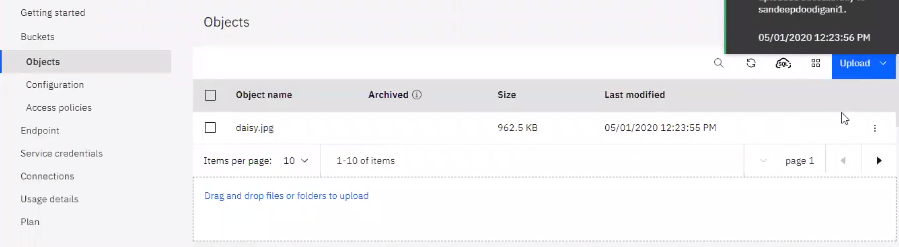 Getting started
Buckets
Objects
Configuration
Access policies
Endpoint
Service credentials
Connections
Usage details
Plan
Objects
sandeepdoodigani1.
05/01/2020 12:23:56 PM
SQL
Upload
Object name Archived Size Last modified
daisy.jpg 962.5 KB 05/01/2020 12:23:55 PM
Items per page: 10 1-10 of items page 1
Drag and drop files or folders to upload